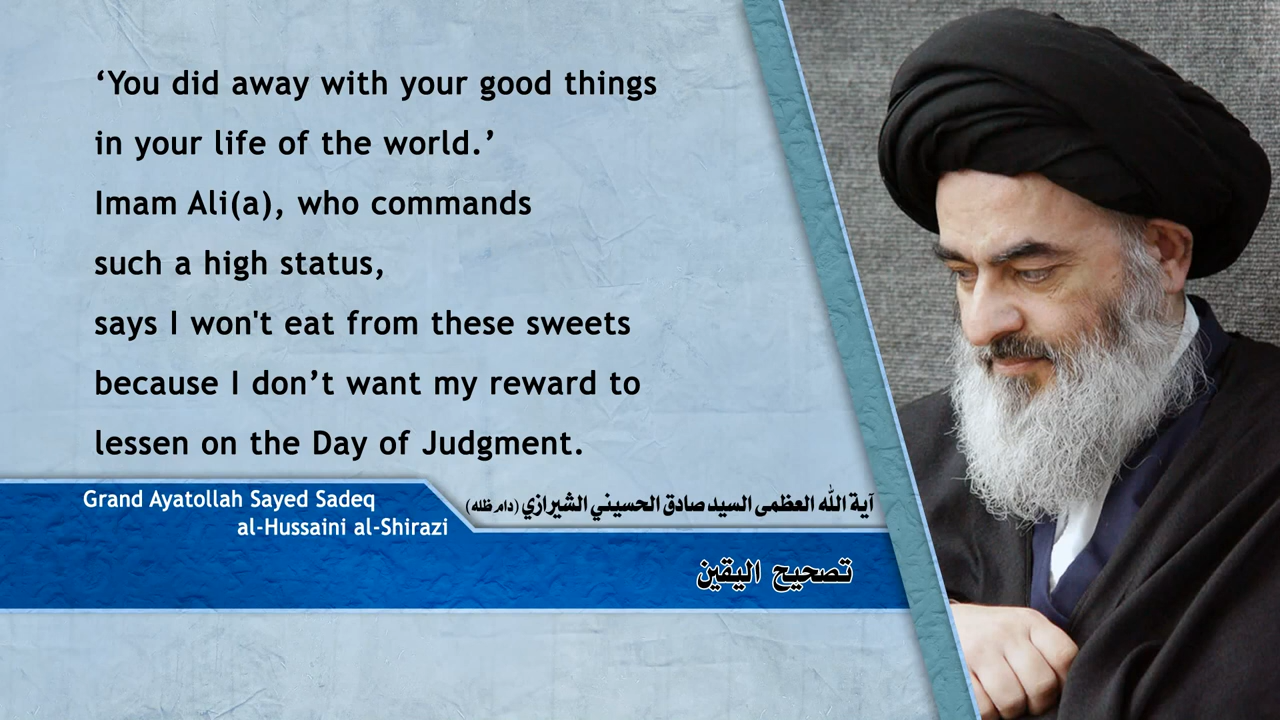 ‘You did away with your good things
in your life of the world.’
Imam Ali(a), who commands
such a high status,
says I won't eat from these sweets
because I don’t want my reward to
lessen on the Day of Judgment.
Grand Ayatollah Sayed Sadeq
al-Hussaini al-Shirazi
آية الله العظمى السيد صادق الحسيني الشيرازي (دام ظله)
تصحيح اليقين